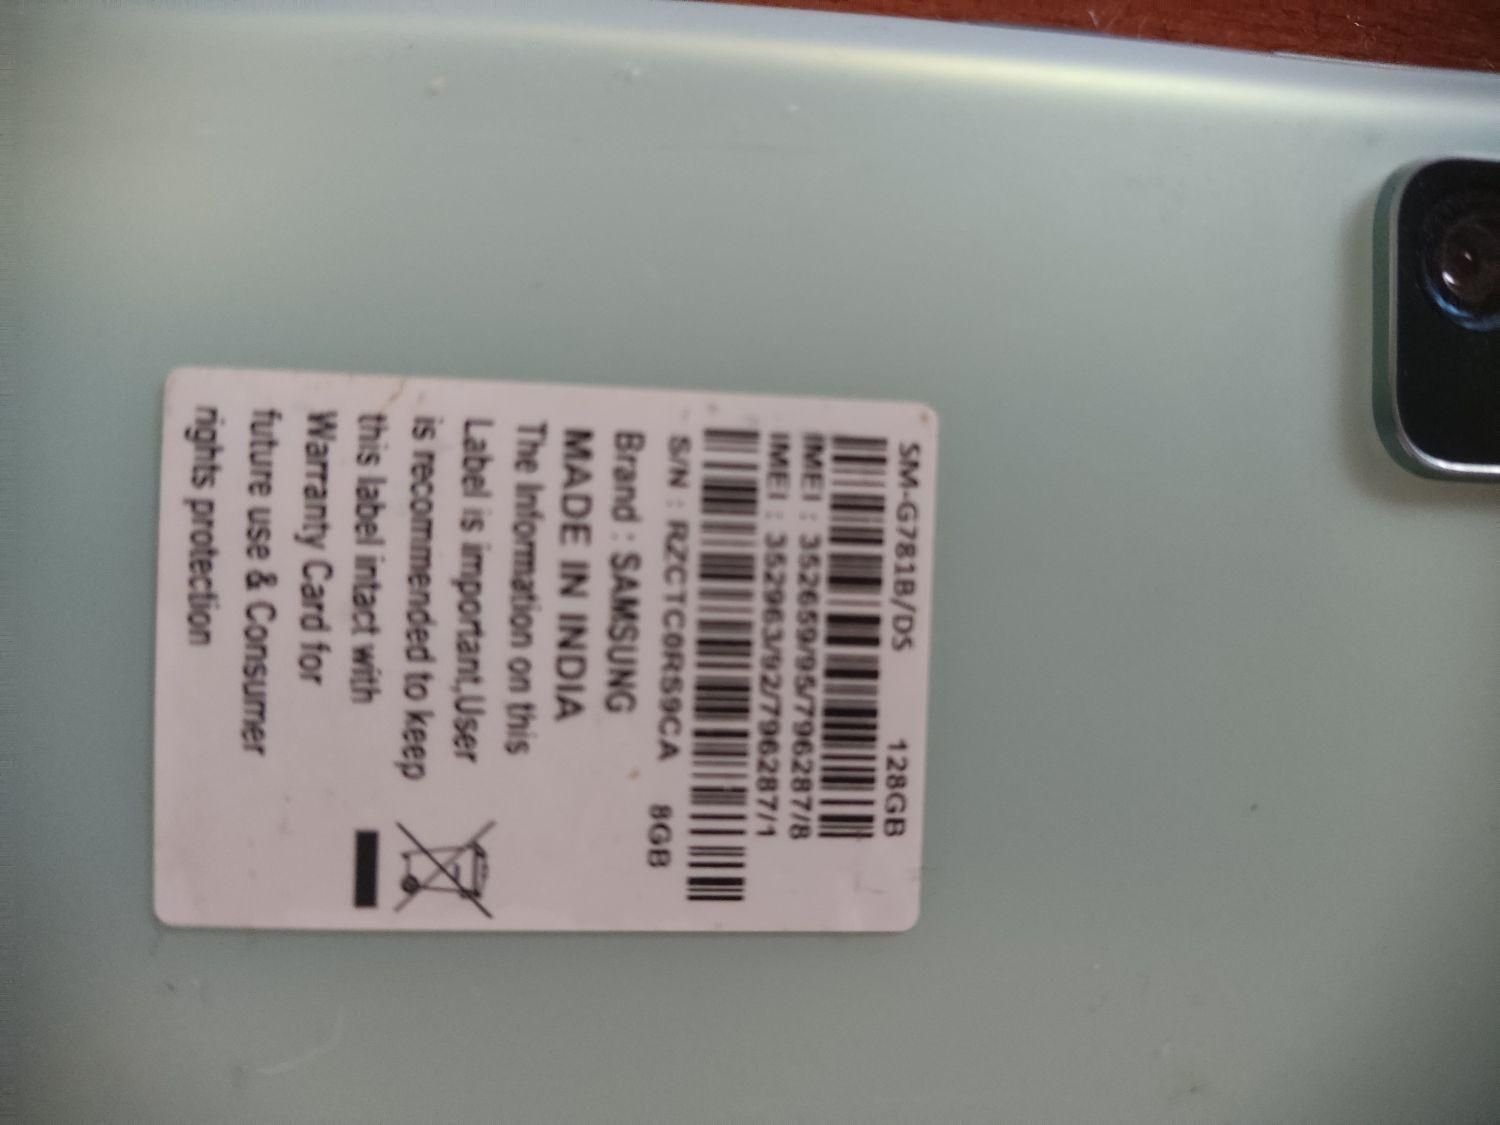 SM-G781B/DS 128GB
IMEI : 352659/95/796287/8
IMEI : 352963/92/796287/1
S/N : RZCTC0RS9CA 8GB
Brand : SAMSUNG
MADE IN INDIA
The Information on this
Label is important,User
is recommended to keep
this label intact with
Warranty Card for
future use & Consumer
rights protection